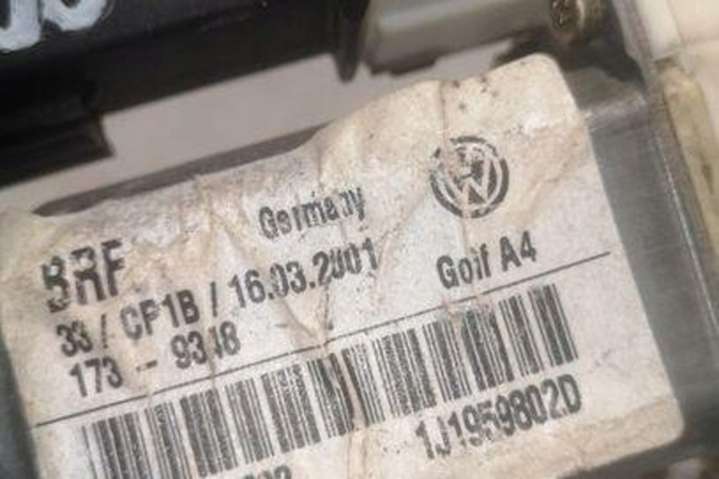 Germany
BRF
33 / CP1B / 16.03.2001
Golf A4
173 - 9348
1J1959802D